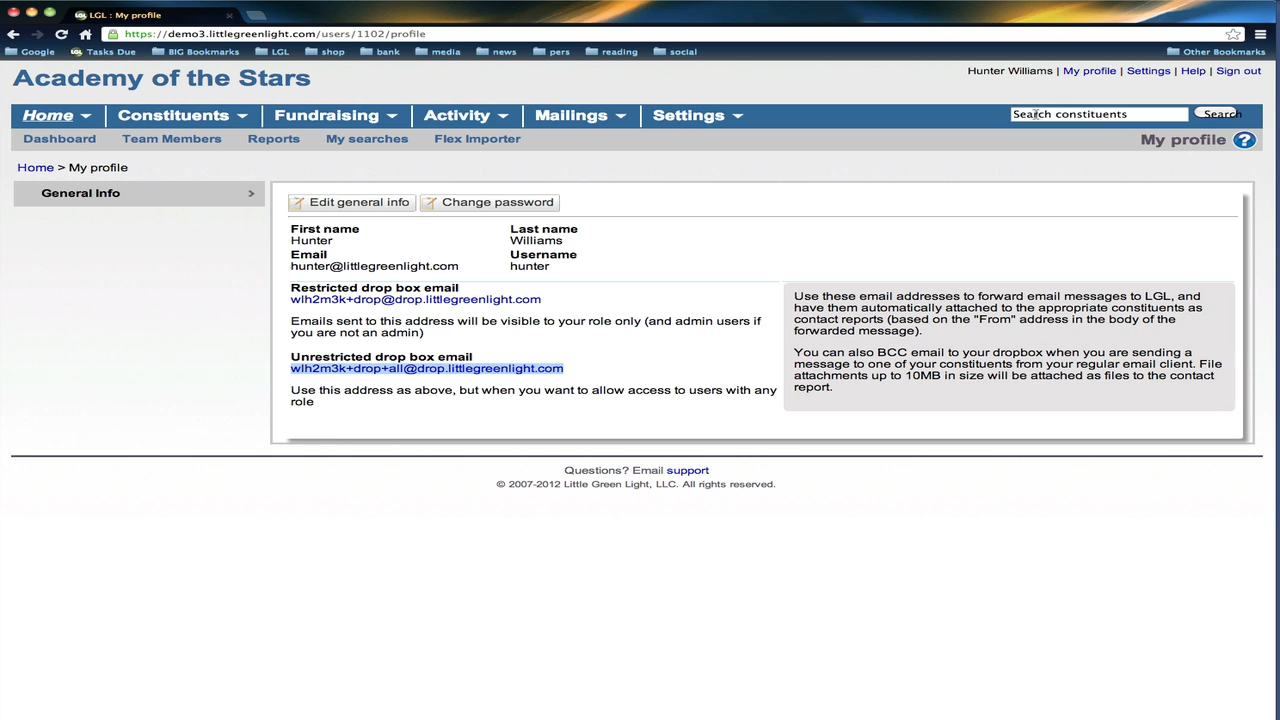 LGL : My profile
https://demo3.littlegreenlight.com/users/1102/profile
Google Tasks Due BIG Bookmarks LGL shop bank media news pers reading social Other Bookmarks
Academy of the Stars
Hunter Williams | My profile | Settings | Help | Sign out
Home Constituents Fundraising Activity Mailings Settings Search constituents Search
Dashboard Team Members Reports My searches Flex Importer My profile ?
Home > My profile
General Info >
Edit general info Change password
First name Last name
Hunter Williams
Email Username
hunter@littlegreenlight.com hunter
Restricted drop box email
wlh2m3k+drop@drop.littlegreenlight.com
Emails sent to this address will be visible to your role only (and admin users if
you are not an admin)
Unrestricted drop box email
wlh2m3k+drop+all@drop.littlegreenlight.com
Use this address as above, but when you want to allow access to users with any
role
Use these email addresses to forward email messages to LGL, and
have them automatically attached to the appropriate constituents as
contact reports (based on the "From" address in the body of the
forwarded message).
You can also BCC email to your dropbox when you are sending a
message to one of your constituents from your regular email client. File
attachments up to 10MB in size will be attached as files to the contact
report.
Questions? Email support
© 2007-2012 Little Green Light, LLC. All rights reserved.